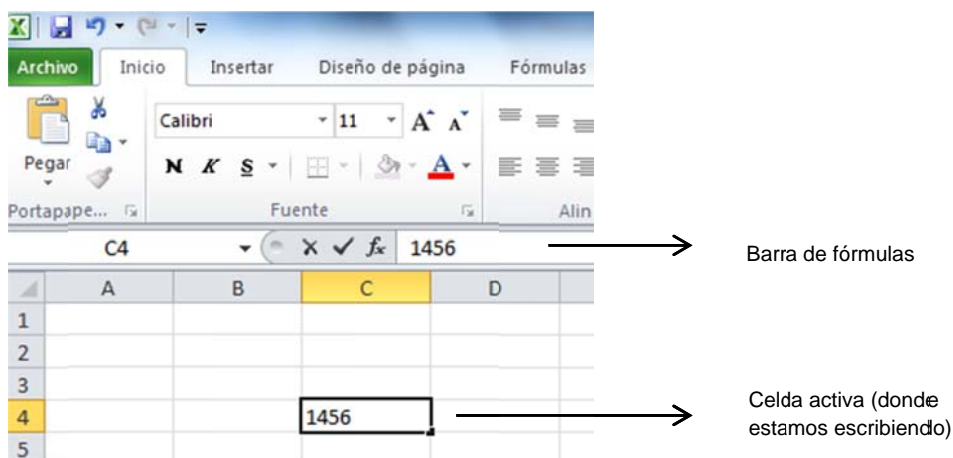 Archivo Inicio Insertar Diseño de página Fórmulas
Calibri 11 A A
Pegar N K S A
Portapape... Fuente Alin
C4 fx 1456
Barra de fórmulas
A B C D
1
2
3
4 1456
Celda activa (donde
estamos escribiendo)
5